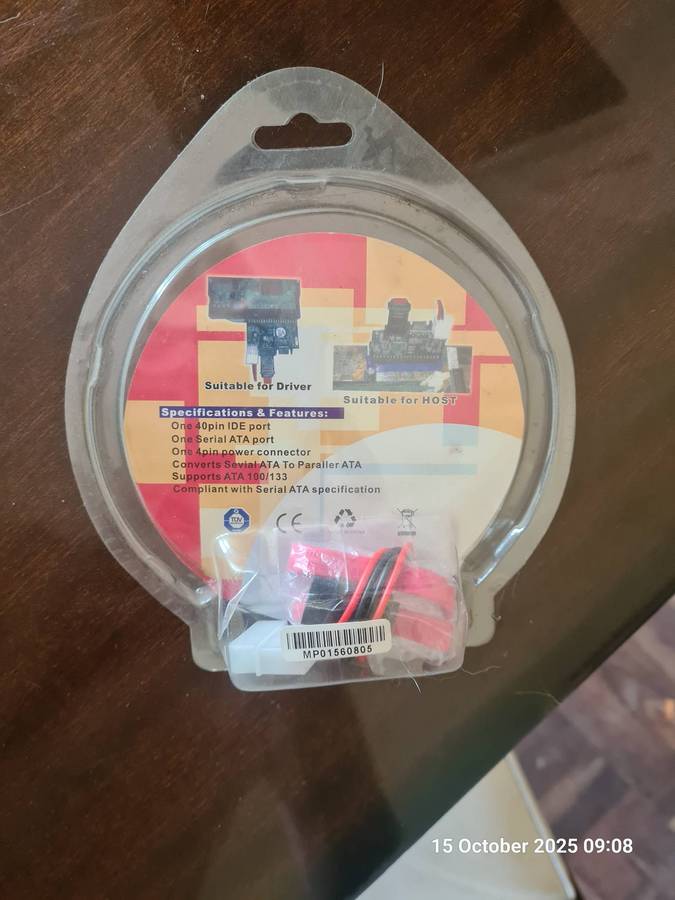 Suitable for Driver
Suitable for HOST
Specifications & Features:
One 40pin IDE port
One Serial ATA port
One 4pin power connector
Converts Sevial ATA To Paraller ATA
Supports ATA 100/133
Compliant with Serial ATA specification
TÜV
CE
MP01560805
15 October 2025 09:08